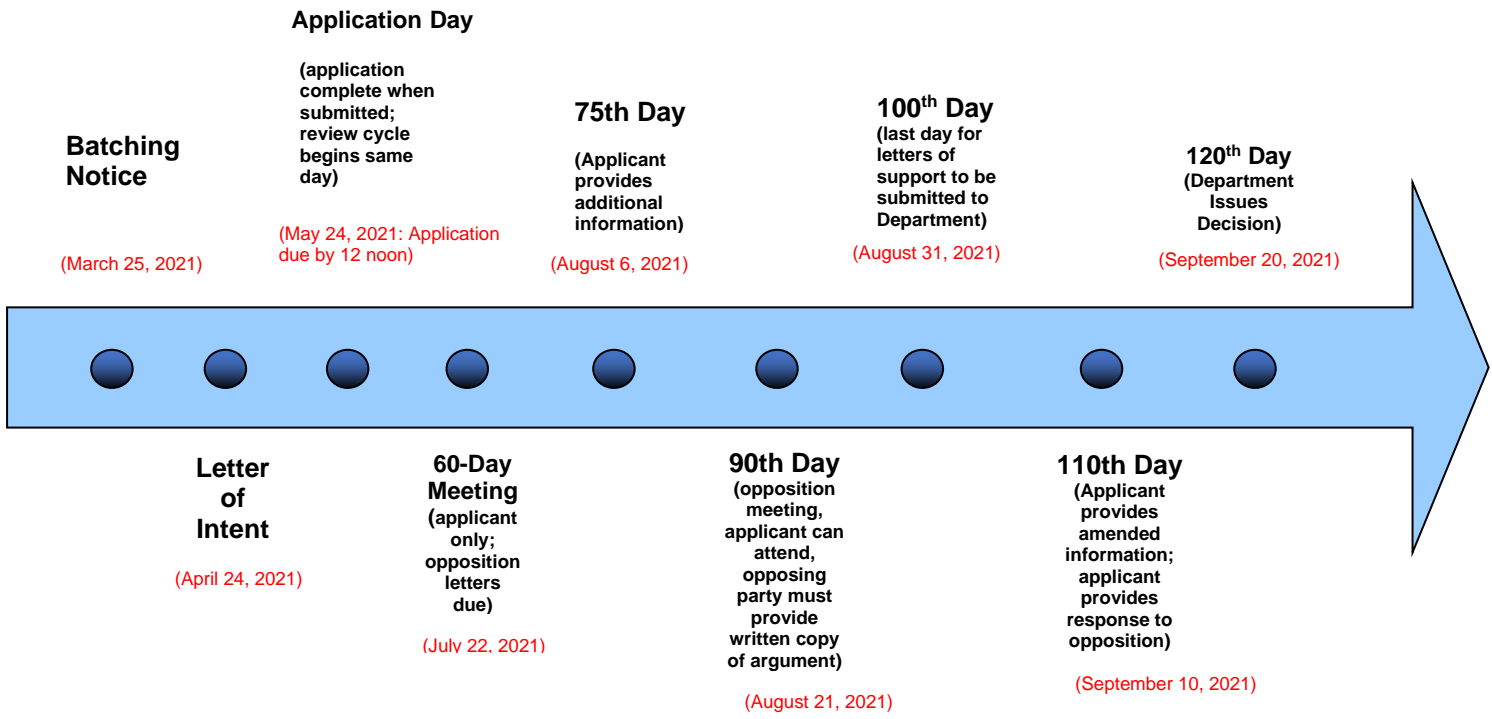 Batching
Notice
(March 25, 2021)
Letter
of
Intent
(April 24, 2021)
Application Day
(application
complete when
submitted;
review cycle
begins same
day)
(May 24, 2021: Application
due by 12 noon)
60-Day
Meeting
(applicant
only;
opposition
letters
due)
(July 22, 2021)
75th Day
(Applicant
provides
additional
information)
(August 6, 2021)
90th Day
(opposition
meeting,
applicant can
attend,
opposing
party must
provide
written copy
of argument)
(August 21, 2021)
100th Day
(last day for
letters of
support to be
submitted to
Department)
(August 31, 2021)
110th Day
(Applicant
provides
amended
information;
applicant
provides
response to
opposition)
(September 10, 2021)
120th Day
(Department
Issues
Decision)
(September 20, 2021)